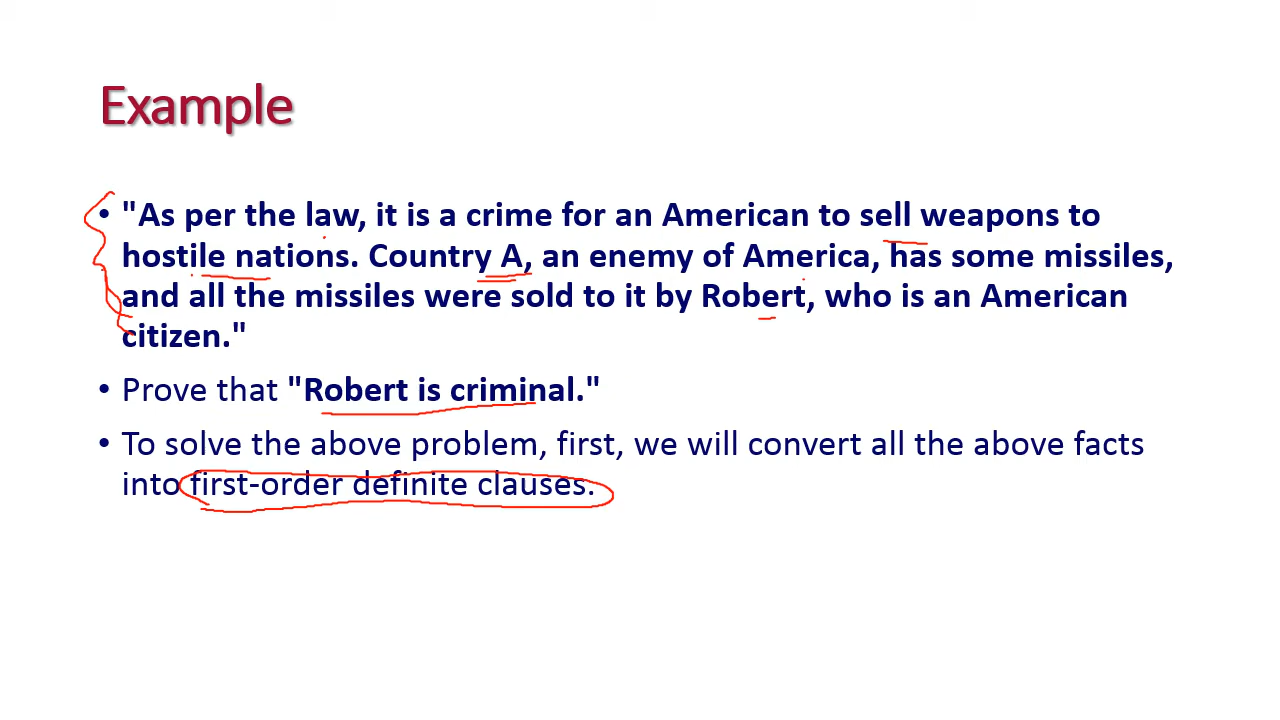 Example
• "As per the law, it is a crime for an American to sell weapons to
hostile nations. Country A, an enemy of America, has some missiles,
and all the missiles were sold to it by Robert, who is an American
citizen."
• Prove that "Robert is criminal."
• To solve the above problem, first, we will convert all the above facts
into first-order definite clauses.